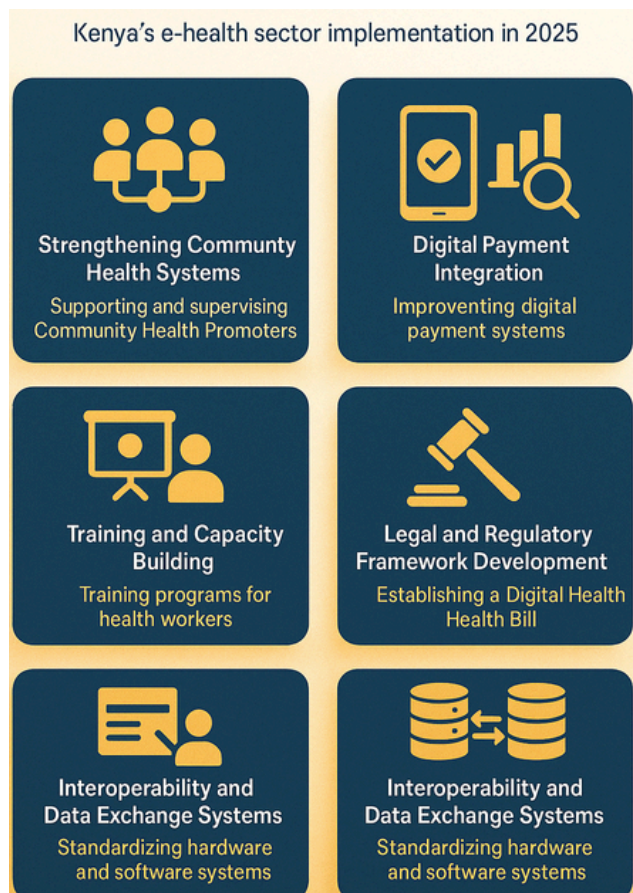 Kenya's e-health sector implementation in 2025
Strengthening Communty
Health Systems
Supporting and supervising
Community Health Promoters
Digital Payment
Integration
Improventing digital
payment systems
Training and Capacity
Building
Training programs for
health workers
Legal and Regulatory
Framework Development
Establishing a Digital Health
Health Bill
Interoperability and
Data Exchange Systems
Standardizing hardware
and software systems
Interoperability and
Data Exchange Systems
Standardizing hardware
and software systems